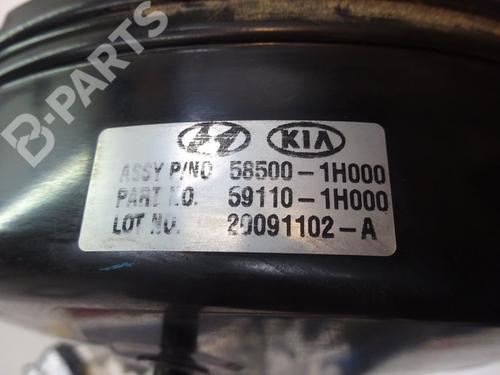 B-PARTS
KIA
ASSY P/NO 58500-1H000
PART NO. 59110-1H000
LOT NO. 20091102-A